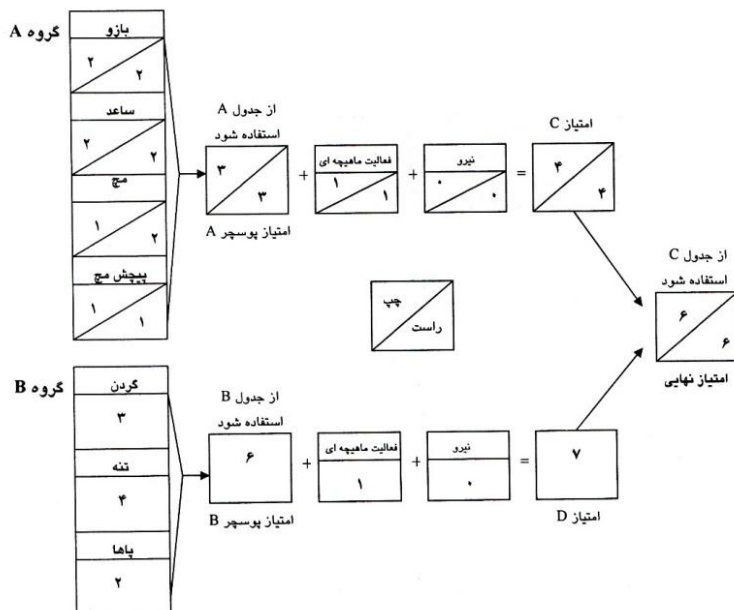 گروه A
بازو
۲ ۲
ساعد
۲ ۲
مچ
۱ ۲
پیچش مچ
۱ ۱
از جدول A
استفاده شود
۳ ۳
امتیاز پوسچر A
+
فعالیت ماهیچه ای
۱ ۱
+
نیرو
۰ ۰
=
امتیاز C
۴ ۴
چپ
راست
از جدول C
استفاده شود
۶ ۶
امتیاز نهایی
گروه B
گردن
۳
تنه
۴
پاها
۲
از جدول B
استفاده شود
۶
امتیاز پوسچر B
+
فعالیت ماهیچه ای
۱
+
نیرو
۰
=
۷
امتیاز D